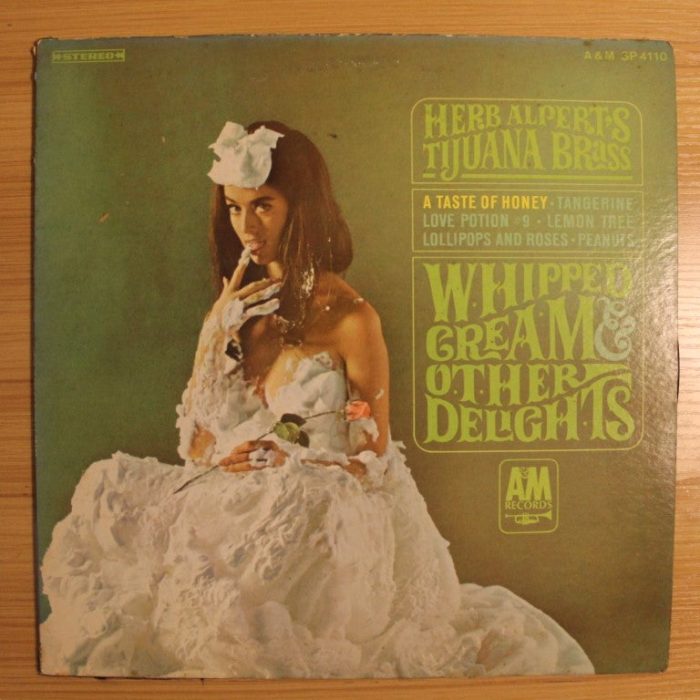 STEREO
A&M SP 4110
HERB ALPERT'S
TIJUANA BRASS
A TASTE OF HONEY · TANGERINE
LOVE POTION #9 · LEMON TREE
LOLLIPOPS AND ROSES · PEANUTS
WHIPPED
CREAM &
OTHER
DELIGHTS
A&M
RECORDS